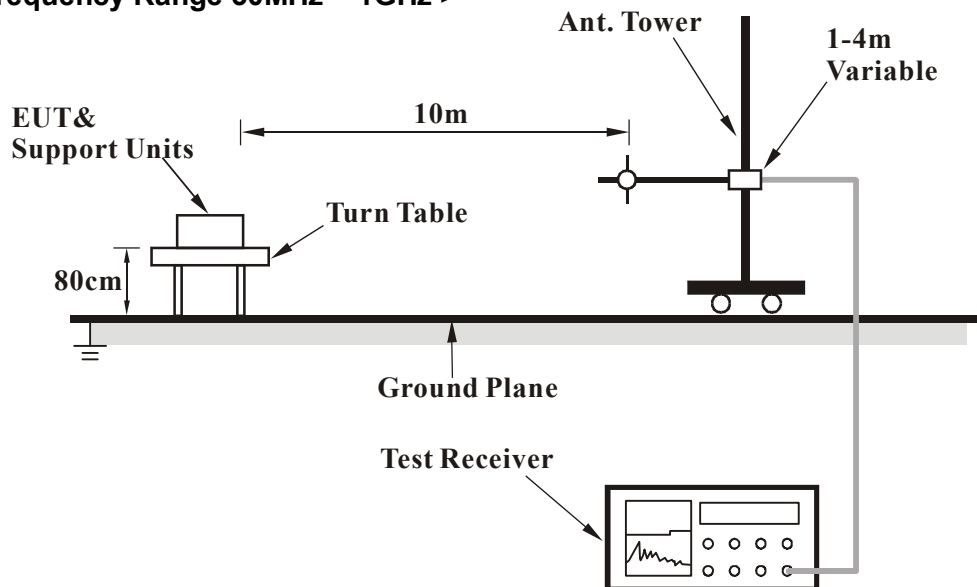 Ant. Tower
1-4m
Variable
10m
EUT&
Support Units
Turn Table
80cm
Ground Plane
Test Receiver